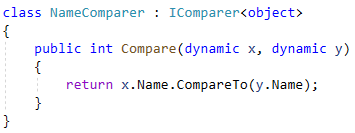 class NameComparer : IComparer<object>
{
    public int Compare(dynamic x, dynamic y)
    {
        return x.Name.CompareTo(y.Name);
    }
}